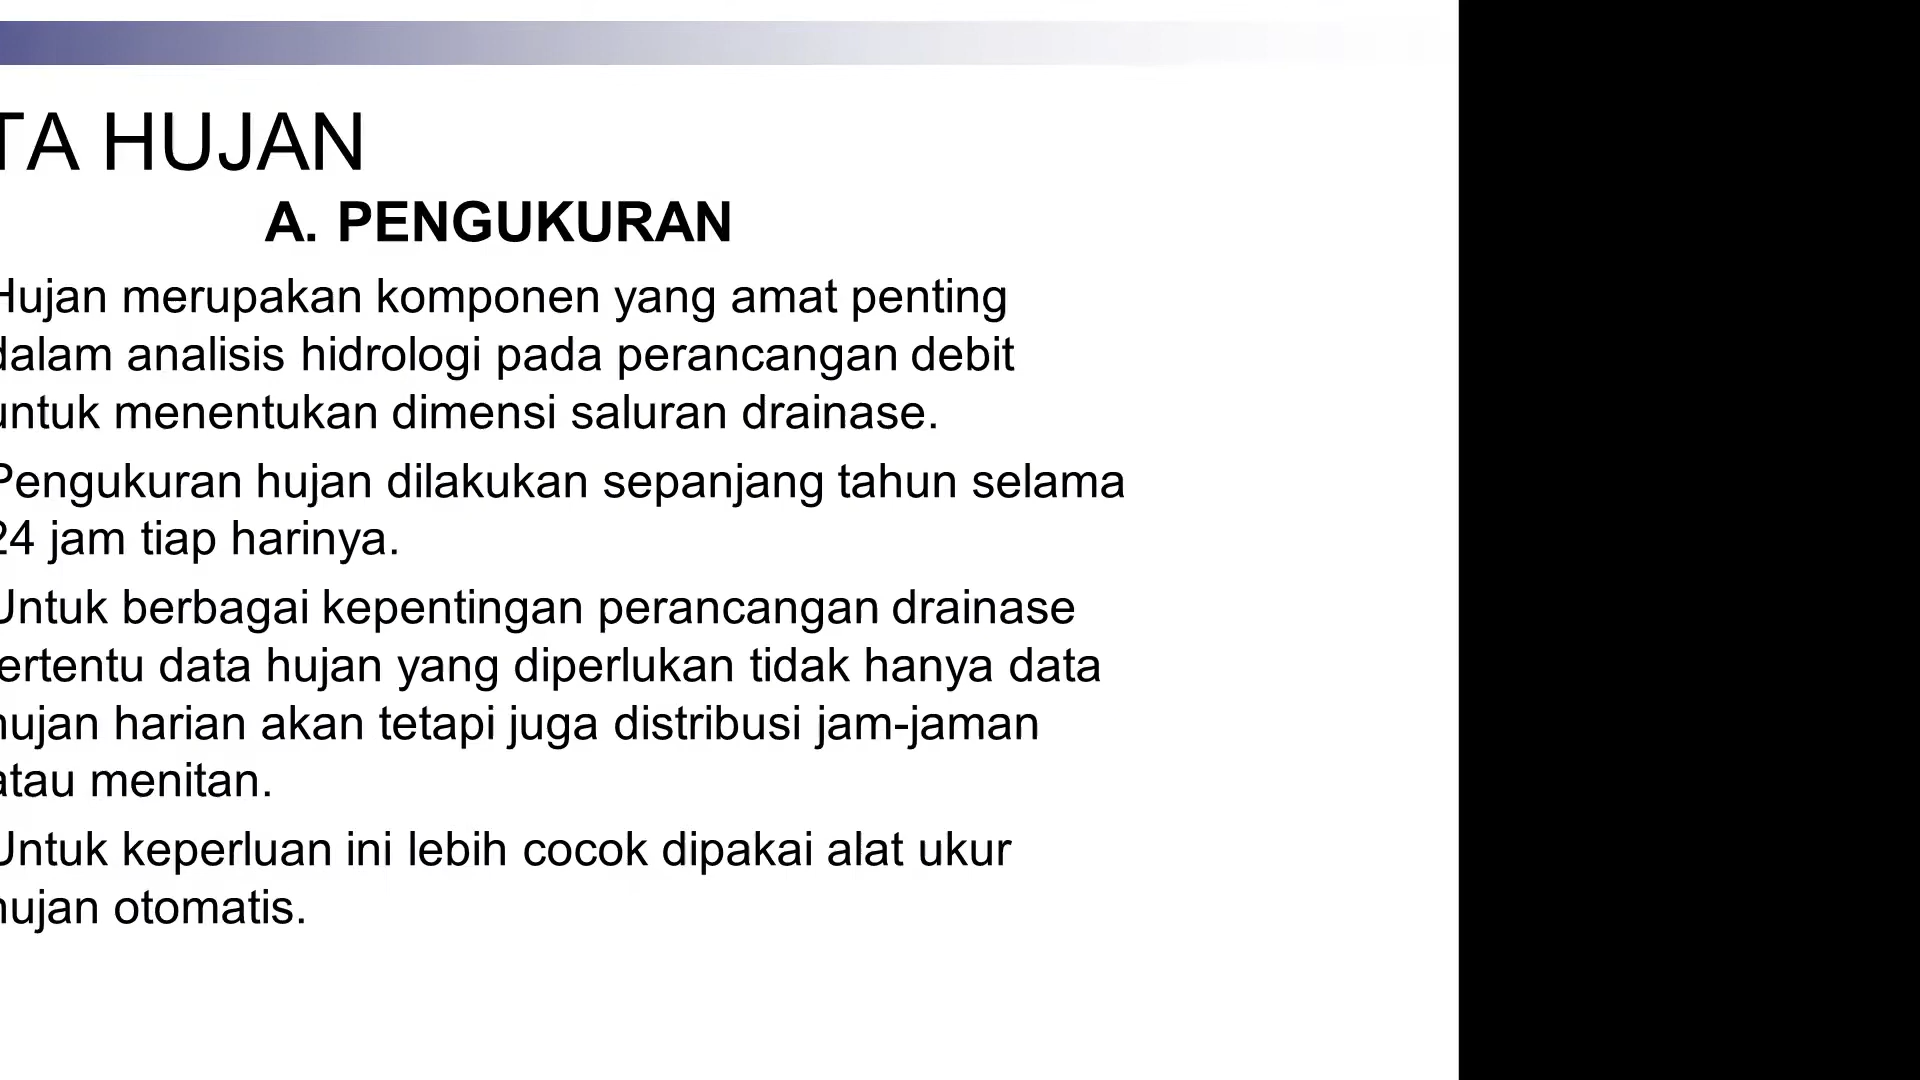 TA HUJAN
A. PENGUKURAN
Hujan merupakan komponen yang amat penting
dalam analisis hidrologi pada perancangan debit
untuk menentukan dimensi saluran drainase.
Pengukuran hujan dilakukan sepanjang tahun selama
24 jam tiap harinya.
Untuk berbagai kepentingan perancangan drainase
ertentu data hujan yang diperlukan tidak hanya data
hujan harian akan tetapi juga distribusi jam-jaman
atau menitan.
Untuk keperluan ini lebih cocok dipakai alat ukur
hujan otomatis.